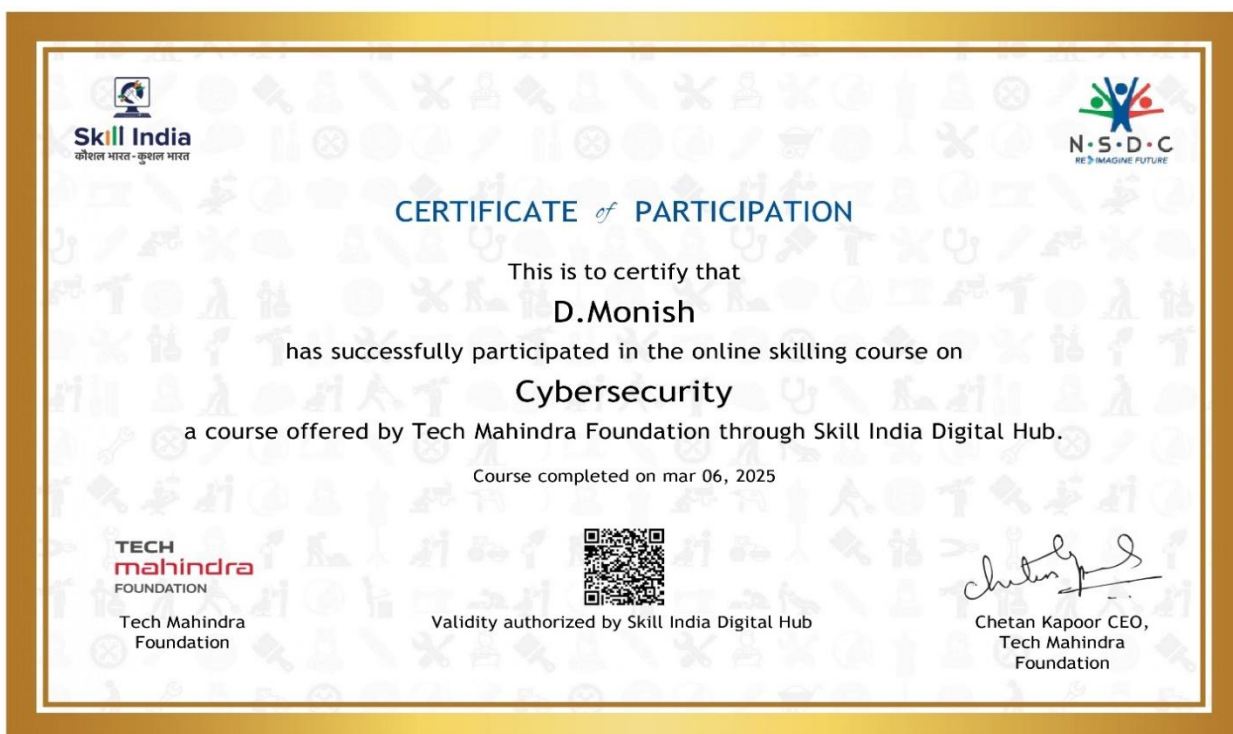 Skill India
कौशल भारत-कुशल भारत
N·S·D·C
RE IMAGINE FUTURE
CERTIFICATE of PARTICIPATION
This is to certify that
D.Monish
has successfully participated in the online skilling course on
Cybersecurity
a course offered by Tech Mahindra Foundation through Skill India Digital Hub.
Course completed on mar 06, 2025
TECH
mahindra
FOUNDATION
Tech Mahindra
Foundation
Validity authorized by Skill India Digital Hub
Chetan Kapoor CEO,
Tech Mahindra
Foundation